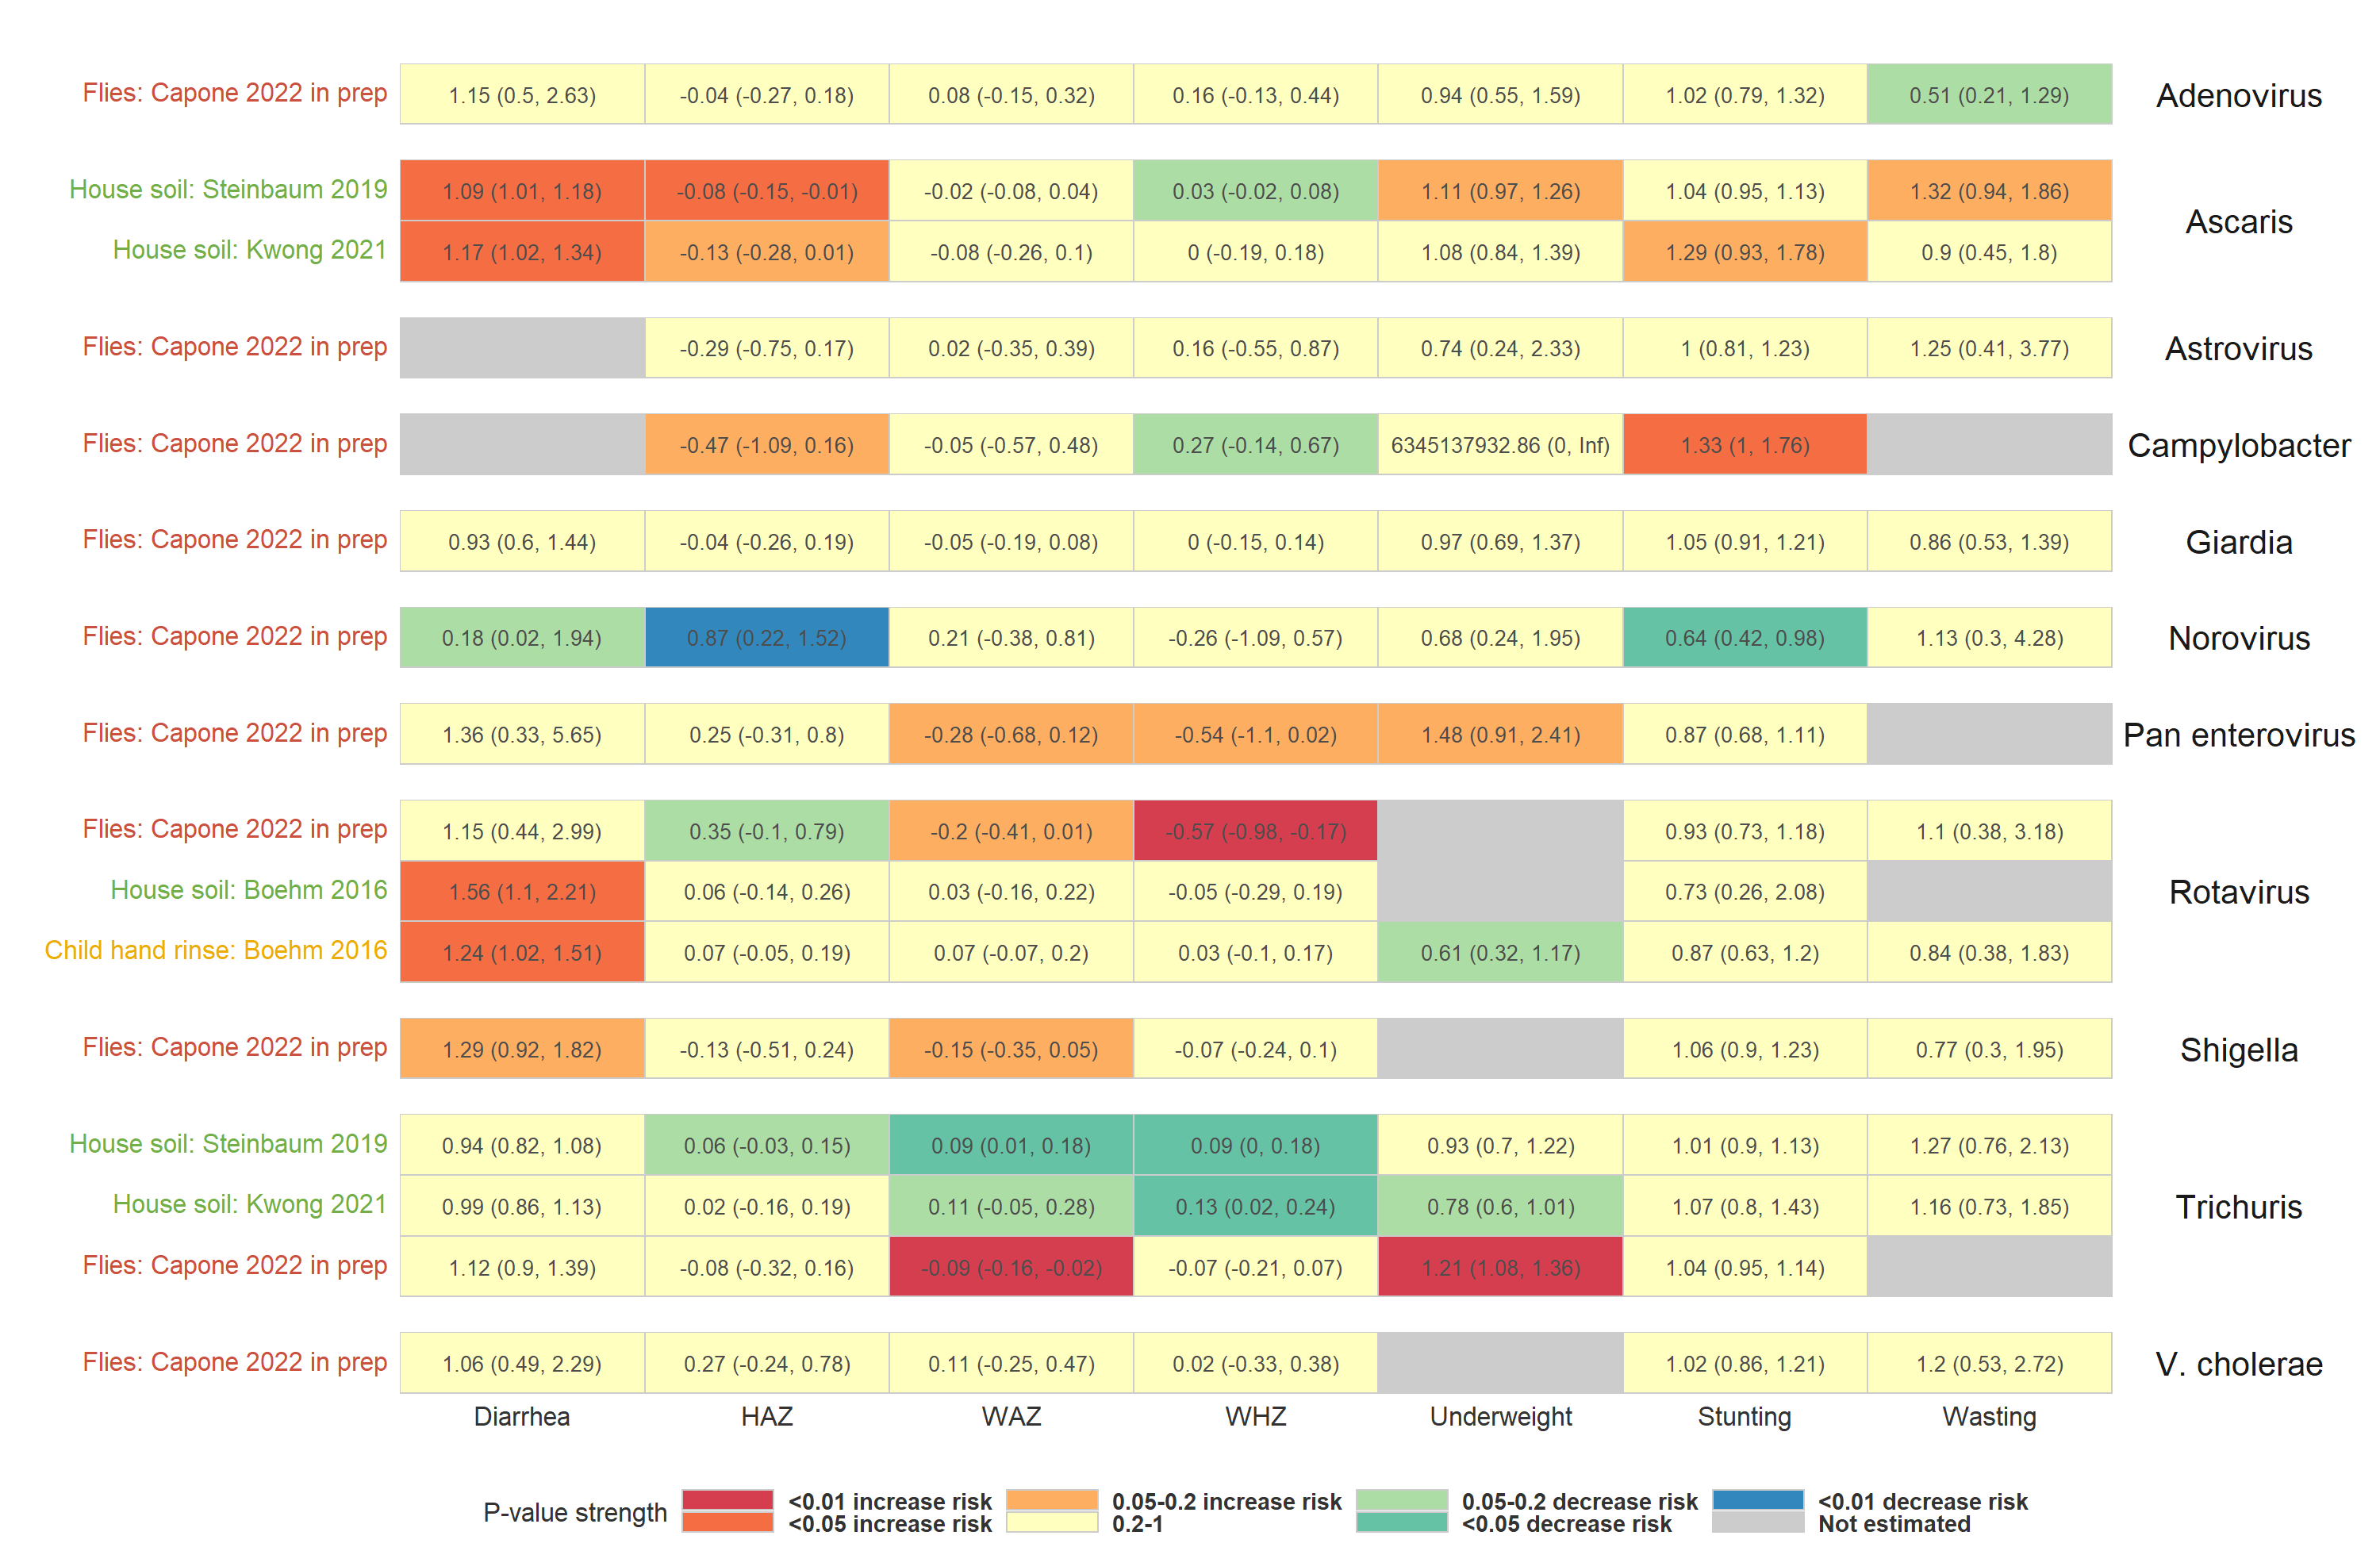 Flies: Capone 2022 in prep 1.15 (0.5, 2.63) -0.04 (-0.27, 0.18) 0.08 (-0.15, 0.32) 0.16 (-0.13, 0.44) 0.94 (0.55, 1.59) 1.02 (0.79, 1.32) 0.51 (0.21, 1.29) Adenovirus
House soil: Steinbaum 2019 1.09 (1.01, 1.18) -0.08 (-0.15, -0.01) -0.02 (-0.08, 0.04) 0.03 (-0.02, 0.08) 1.11 (0.97, 1.26) 1.04 (0.95, 1.13) 1.32 (0.94, 1.86)
Ascaris
House soil: Kwong 2021 1.17 (1.02, 1.34) -0.13 (-0.28, 0.01) -0.08 (-0.26, 0.1) 0 (-0.19, 0.18) 1.08 (0.84, 1.39) 1.29 (0.93, 1.78) 0.9 (0.45, 1.8)
Flies: Capone 2022 in prep -0.29 (-0.75, 0.17) 0.02 (-0.35, 0.39) 0.16 (-0.55, 0.87) 0.74 (0.24, 2.33) 1 (0.81, 1.23) 1.25 (0.41, 3.77) Astrovirus
Flies: Capone 2022 in prep -0.47 (-1.09, 0.16) -0.05 (-0.57, 0.48) 0.27 (-0.14, 0.67) 6345137932.86 (0, Inf) 1.33 (1, 1.76) Campylobacter
Flies: Capone 2022 in prep 0.93 (0.6, 1.44) -0.04 (-0.26, 0.19) -0.05 (-0.19, 0.08) 0 (-0.15, 0.14) 0.97 (0.69, 1.37) 1.05 (0.91, 1.21) 0.86 (0.53, 1.39) Giardia
Flies: Capone 2022 in prep 0.18 (0.02, 1.94) 0.87 (0.22, 1.52) 0.21 (-0.38, 0.81) -0.26 (-1.09, 0.57) 0.68 (0.24, 1.95) 0.64 (0.42, 0.98) 1.13 (0.3, 4.28) Norovirus
Flies: Capone 2022 in prep 1.36 (0.33, 5.65) 0.25 (-0.31, 0.8) -0.28 (-0.68, 0.12) -0.54 (-1.1, 0.02) 1.48 (0.91, 2.41) 0.87 (0.68, 1.11) Pan enterovirus
Flies: Capone 2022 in prep 1.15 (0.44, 2.99) 0.35 (-0.1, 0.79) -0.2 (-0.41, 0.01) -0.57 (-0.98, -0.17) 0.93 (0.73, 1.18) 1.1 (0.38, 3.18)
House soil: Boehm 2016 1.56 (1.1, 2.21) 0.06 (-0.14, 0.26) 0.03 (-0.16, 0.22) -0.05 (-0.29, 0.19) 0.73 (0.26, 2.08) Rotavirus
Child hand rinse: Boehm 2016 1.24 (1.02, 1.51) 0.07 (-0.05, 0.19) 0.07 (-0.07, 0.2) 0.03 (-0.1, 0.17) 0.61 (0.32, 1.17) 0.87 (0.63, 1.2) 0.84 (0.38, 1.83)
Flies: Capone 2022 in prep 1.29 (0.92, 1.82) -0.13 (-0.51, 0.24) -0.15 (-0.35, 0.05) -0.07 (-0.24, 0.1) 1.06 (0.9, 1.23) 0.77 (0.3, 1.95) Shigella
House soil: Steinbaum 2019 0.94 (0.82, 1.08) 0.06 (-0.03, 0.15) 0.09 (0.01, 0.18) 0.09 (0, 0.18) 0.93 (0.7, 1.22) 1.01 (0.9, 1.13) 1.27 (0.76, 2.13)
House soil: Kwong 2021 0.99 (0.86, 1.13) 0.02 (-0.16, 0.19) 0.11 (-0.05, 0.28) 0.13 (0.02, 0.24) 0.78 (0.6, 1.01) 1.07 (0.8, 1.43) 1.16 (0.73, 1.85) Trichuris
Flies: Capone 2022 in prep 1.12 (0.9, 1.39) -0.08 (-0.32, 0.16) -0.09 (-0.16, -0.02) -0.07 (-0.21, 0.07) 1.21 (1.08, 1.36) 1.04 (0.95, 1.14)
Flies: Capone 2022 in prep 1.06 (0.49, 2.29) 0.27 (-0.24, 0.78) 0.11 (-0.25, 0.47) 0.02 (-0.33, 0.38) 1.02 (0.86, 1.21) 1.2 (0.53, 2.72) V. cholerae
Diarrhea HAZ WAZ WHZ Underweight Stunting Wasting
P-value strength
<0.01 increase risk 0.05-0.2 increase risk 0.05-0.2 decrease risk <0.01 decrease risk
<0.05 increase risk 0.2-1 <0.05 decrease risk Not estimated